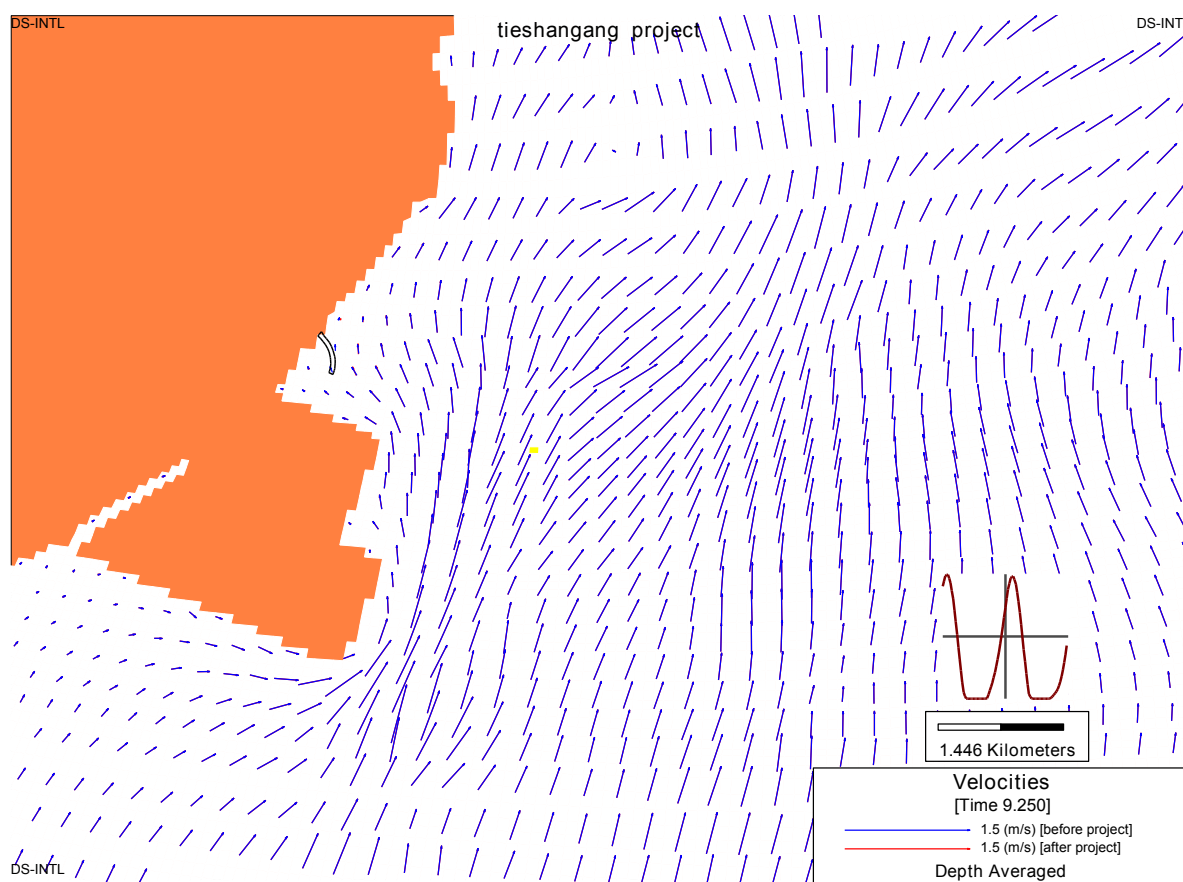 DS-INTL
tieshangang project
DS-INT
1.446 Kilometers
Velocities
[Time 9.250]
1.5 (m/s) [before project]
1.5 (m/s) [after project]
Depth Averaged
DS-INTL